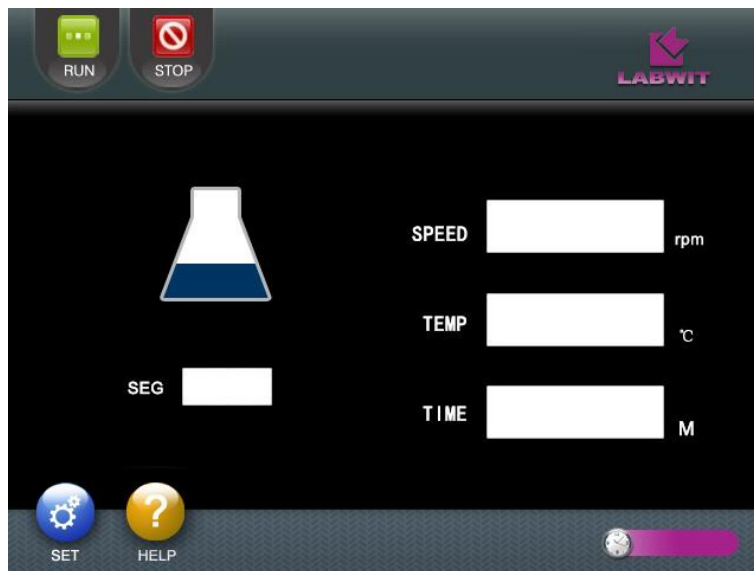 RUN
STOP
LABWIT
SPEED
rpm
TEMP
℃
SEG
TIME
M
SET
HELP